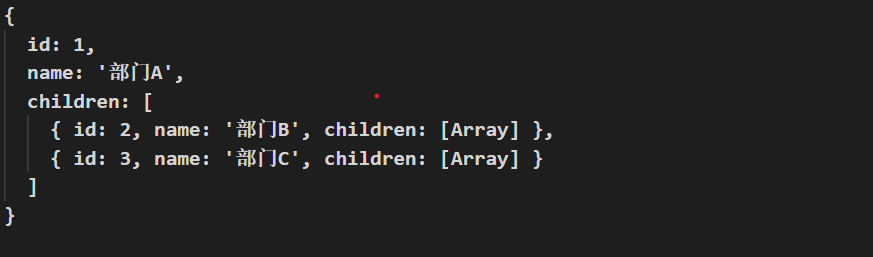 {
  id: 1,
  name: '部门A',
  children: [
    { id: 2, name: '部门B', children: [Array] },
    { id: 3, name: '部门C', children: [Array] }
  ]
}